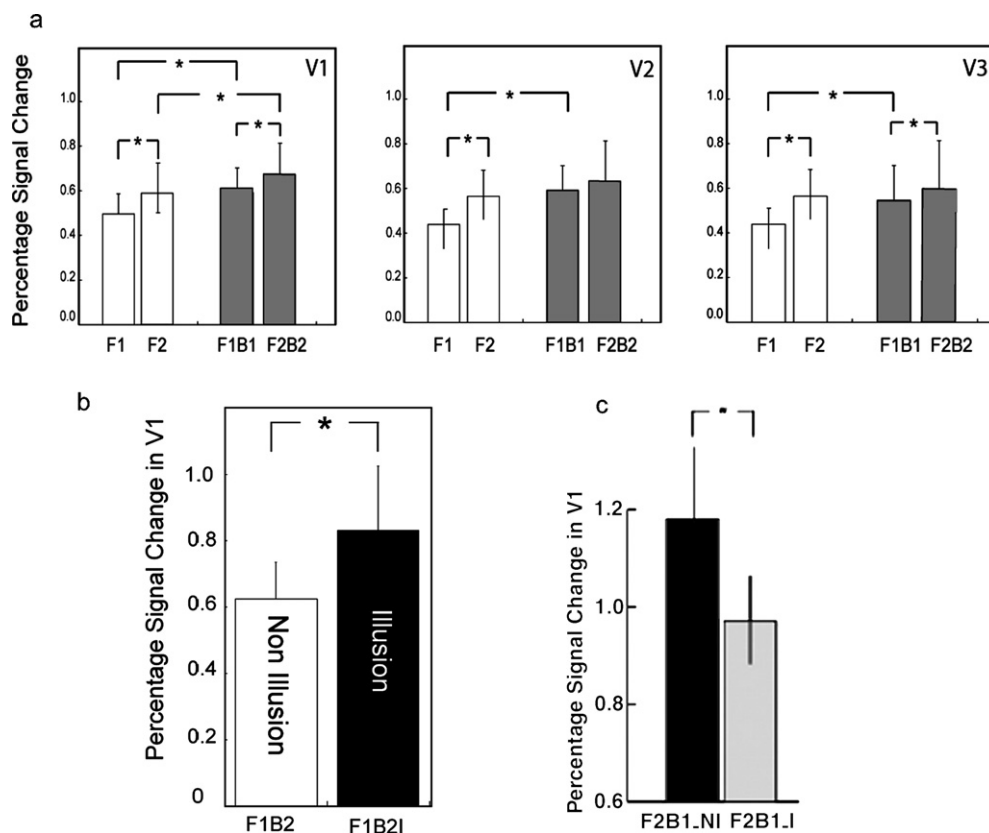 a
Percentage Signal Change
V1
*
*
*
*
1.0
0.8
0.6
0.4
0.2
0.0
F1 F2 F1B1 F2B2
V2
*
*
1.0
0.8
0.6
0.4
0.2
0.0
F1 F2 F1B1 F2B2
V3
*
*
*
1.0
0.8
0.6
0.4
0.2
0.0
F1 F2 F1B1 F2B2
b
Percentage Signal Change in V1
*
1.0
0.8
0.6
0.4
0.2
0
Non Illusion
Illusion
F1B2 F1B2I
c
Percentage Signal Change in V1
*
1.2
1.0
0.8
0.6
F2B1_NI F2B1_I